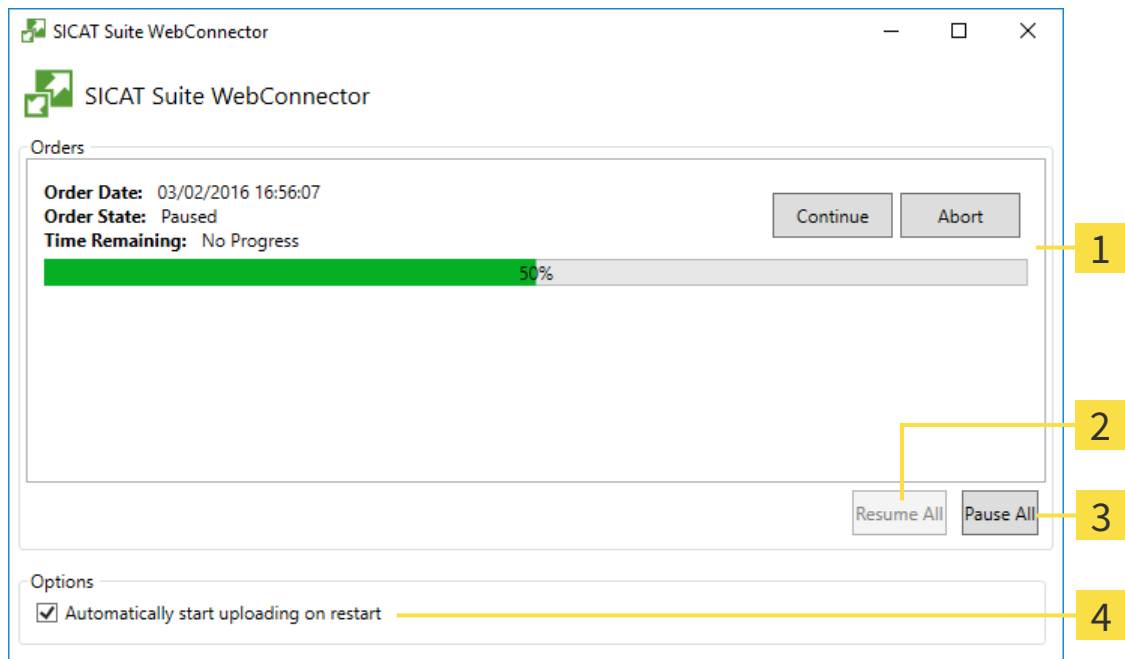 SICAT Suite WebConnector
SICAT Suite WebConnector
Orders
Order Date: 03/02/2016 16:56:07
Order State: Paused
Time Remaining: No Progress
Continue Abort
1
50%
2
Resume All Pause All
3
Options
Automatically start uploading on restart
4